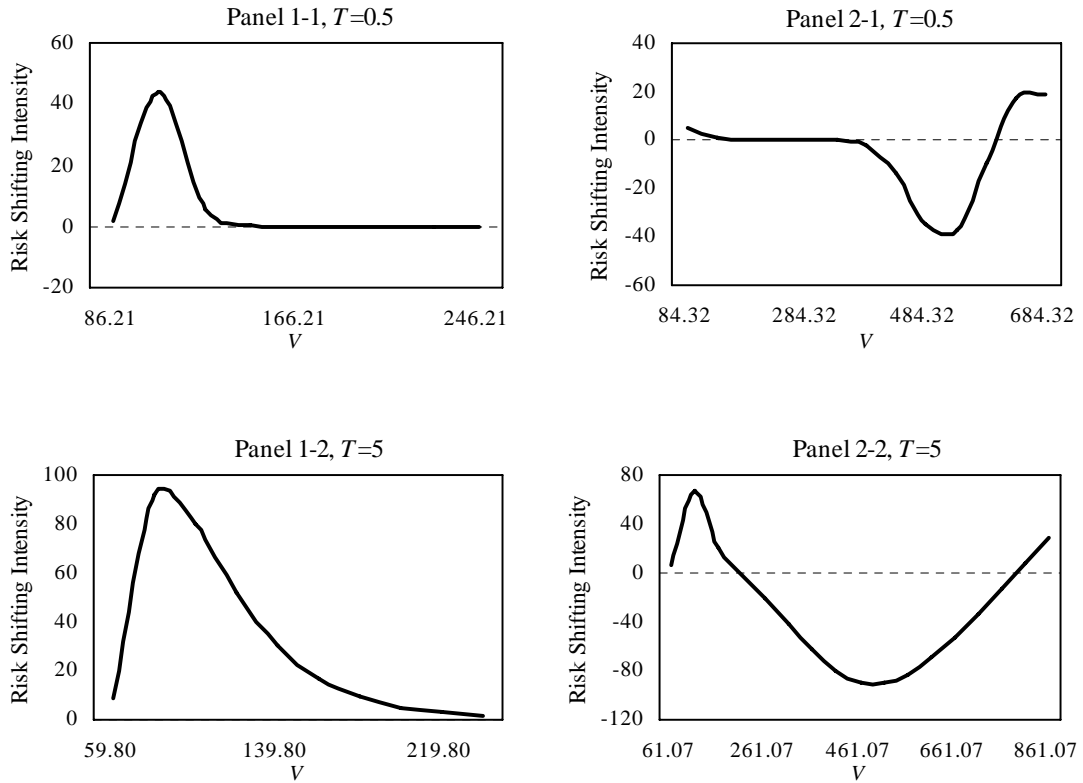 Panel 1-1, T=0.5
Risk Shifting Intensity
60
40
20
0
-20
86.21 166.21 246.21
V
Panel 2-1, T=0.5
Risk Shifting Intensity
40
20
0
-20
-40
-60
84.32 284.32 484.32 684.32
V
Panel 1-2, T=5
Risk Shifting Intensity
100
80
60
40
20
0
59.80 139.80 219.80
V
Panel 2-2, T=5
Risk Shifting Intensity
80
40
0
-40
-80
-120
61.07 261.07 461.07 661.07 861.07
V